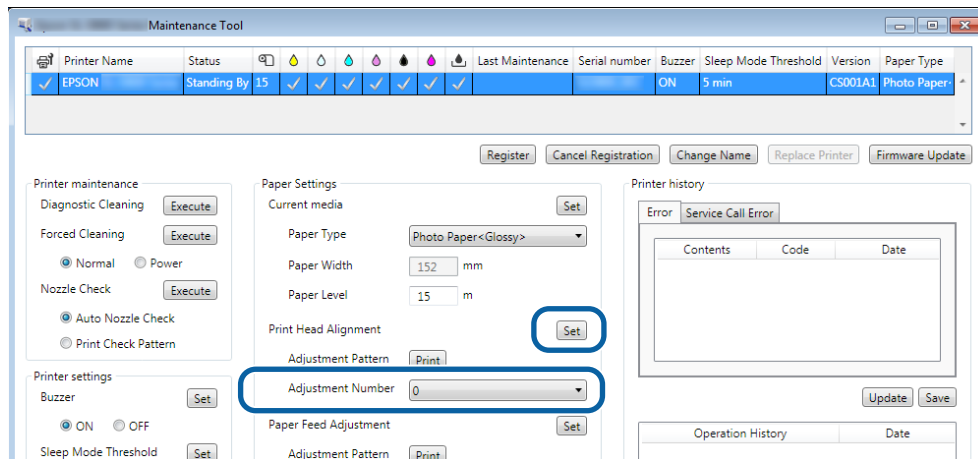 Maintenance Tool
Printer Name Status Last Maintenance Serial number Buzzer Sleep Mode Threshold Version Paper Type
EPSON Standing By 15 ON 5 min CS001A1 Photo Paper
Register Cancel Registration Change Name Replace Printer Firmware Update
Printer maintenance
Diagnostic Cleaning Execute
Forced Cleaning Execute
Normal Power
Nozzle Check Execute
Auto Nozzle Check
Print Check Pattern
Printer settings
Buzzer Set
ON OFF
Sleep Mode Threshold Set
Paper Settings
Current media Set
Paper Type Photo Paper<Glossy>
Paper Width 152 mm
Paper Level 15 m
Print Head Alignment Set
Adjustment Pattern Print
Adjustment Number 0
Paper Feed Adjustment Set
Adjustment Pattern Print
Printer history
Error Service Call Error
Contents Code Date
Update Save
Operation History Date